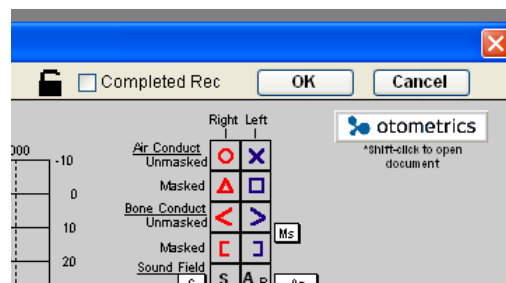 Completed Rec OK Cancel
Right Left
otometrics
*Shift-click to open
document
000
-10
0
10
20
Air Conduct
Unmasked
Masked
Bone Conduct
Unmasked
Masked
Ms
Sound Field
S A